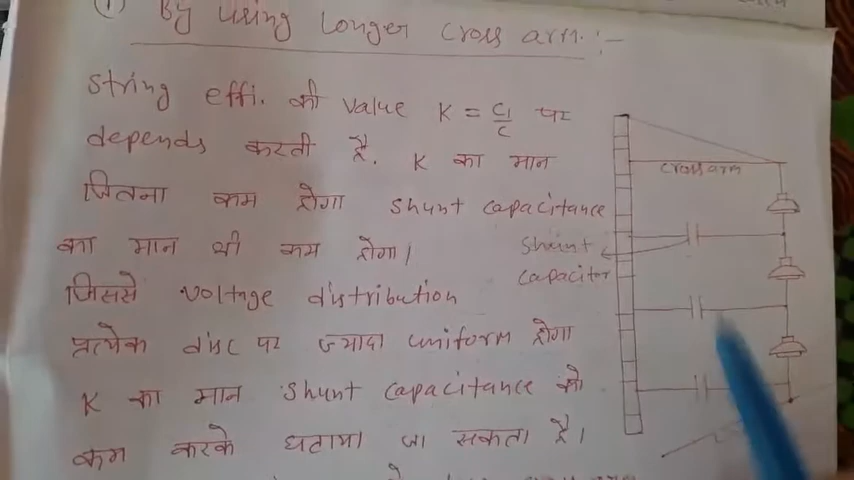 (1) By using Longer cross arm. :-
String effi. की value K = C1/C पर
depends करती है. K का मान
जितना कम होगा shunt capacitance
का मान भी कम होगा।
जिससे voltage distribution
प्रत्येक disc पर ज्यादा uniform होगा
K का मान shunt capacitance को
कम करके घटाया जा सकता है।
cross arm
Shunt
capacitor